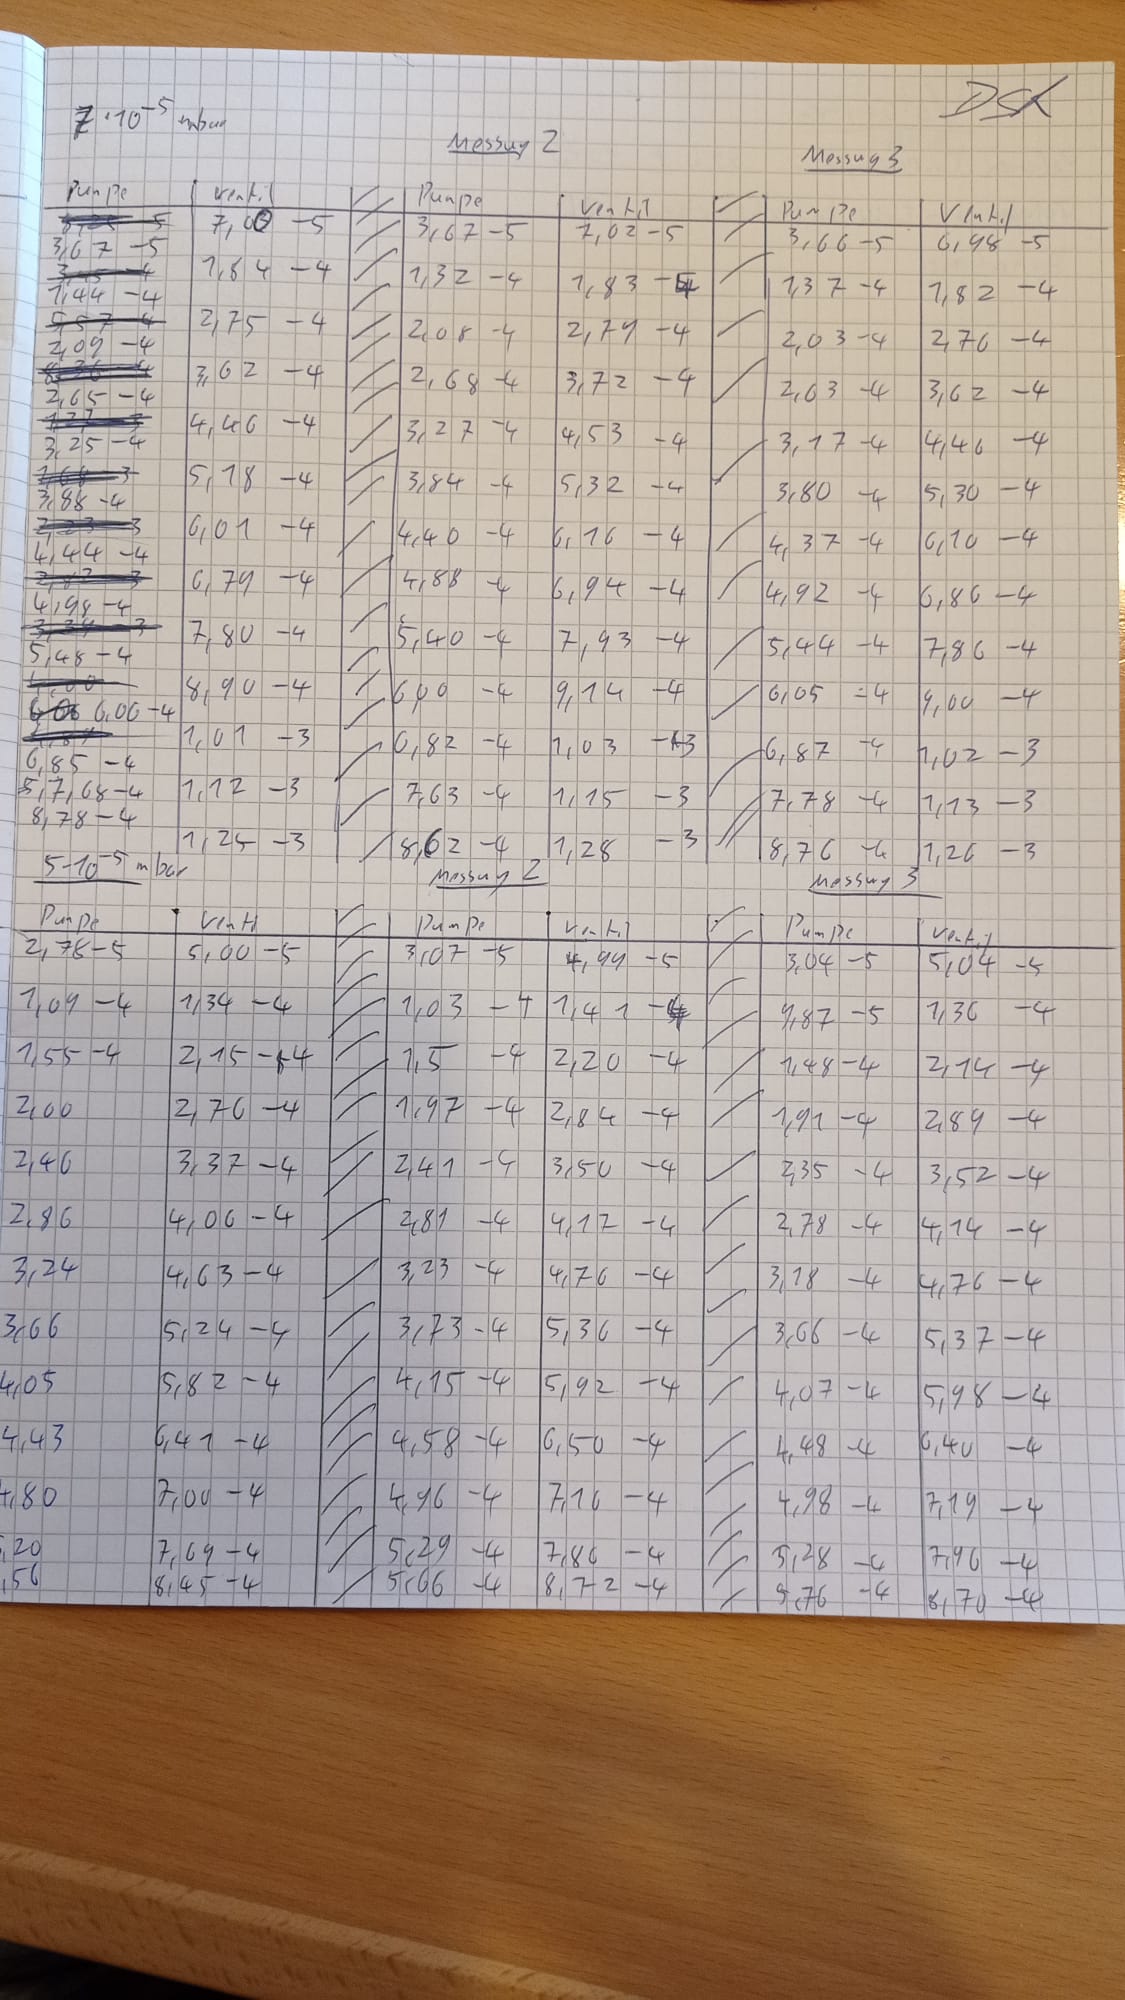 7 · 10⁻⁵ mbar
Messung 2 Messung 3
Pumpe Ventil Pumpe Ventil Pumpe Ventil
3,67 -5 7,00 -5 3,67 -5 7,02 -5 3,66 -5 6,98 -5
1,44 -4 1,84 -4 1,32 -4 1,83 -4 1,37 -4 1,82 -4
2,09 -4 2,75 -4 2,08 -4 2,79 -4 2,03 -4 2,76 -4
2,65 -4 3,62 -4 2,68 -4 3,72 -4 2,63 -4 3,62 -4
3,25 -4 4,46 -4 3,27 -4 4,53 -4 3,17 -4 4,46 -4
3,88 -4 5,18 -4 3,84 -4 5,32 -4 3,80 -4 5,30 -4
4,44 -4 6,01 -4 4,40 -4 6,16 -4 4,37 -4 6,10 -4
4,98 -4 6,79 -4 4,88 -4 6,94 -4 4,92 -4 6,86 -4
5,48 -4 7,80 -4 5,40 -4 7,93 -4 5,44 -4 7,86 -4
6,06 -4 8,90 -4 6,00 -4 9,14 -4 6,05 -4 9,00 -4
6,85 -4 1,01 -3 6,82 -4 1,03 -3 6,87 -4 1,02 -3
7,68 -4 1,12 -3 7,63 -4 1,15 -3 7,78 -4 1,13 -3
8,78 -4 1,25 -3 8,62 -4 1,28 -3 8,76 -4 1,26 -3
5 · 10⁻⁵ mbar Messung 2 Messung 3
Pumpe Ventil Pumpe Ventil Pumpe Ventil
2,78 -5 5,00 -5 3,07 -5 4,99 -5 3,04 -5 5,04 -5
1,09 -4 1,34 -4 1,03 -4 1,41 -4 9,87 -5 1,36 -4
1,55 -4 2,15 -4 1,5 -4 2,20 -4 1,48 -4 2,14 -4
2,00 2,76 -4 1,97 -4 2,84 -4 1,91 -4 2,89 -4
2,46 3,37 -4 2,41 -4 3,50 -4 2,35 -4 3,52 -4
2,86 4,06 -4 2,81 -4 4,17 -4 2,78 -4 4,14 -4
3,24 4,63 -4 3,23 -4 4,76 -4 3,18 -4 4,76 -4
3,66 5,24 -4 3,73 -4 5,36 -4 3,66 -4 5,37 -4
4,05 5,82 -4 4,15 -4 5,92 -4 4,07 -4 5,98 -4
4,43 6,41 -4 4,58 -4 6,50 -4 4,48 -4 6,40 -4
4,80 7,00 -4 4,96 -4 7,16 -4 4,98 -4 7,19 -4
,20 7,69 -4 5,29 -4 7,86 -4 5,28 -4 7,96 -4
,56 8,45 -4 5,66 -4 8,72 -4 5,76 -4 8,70 -4